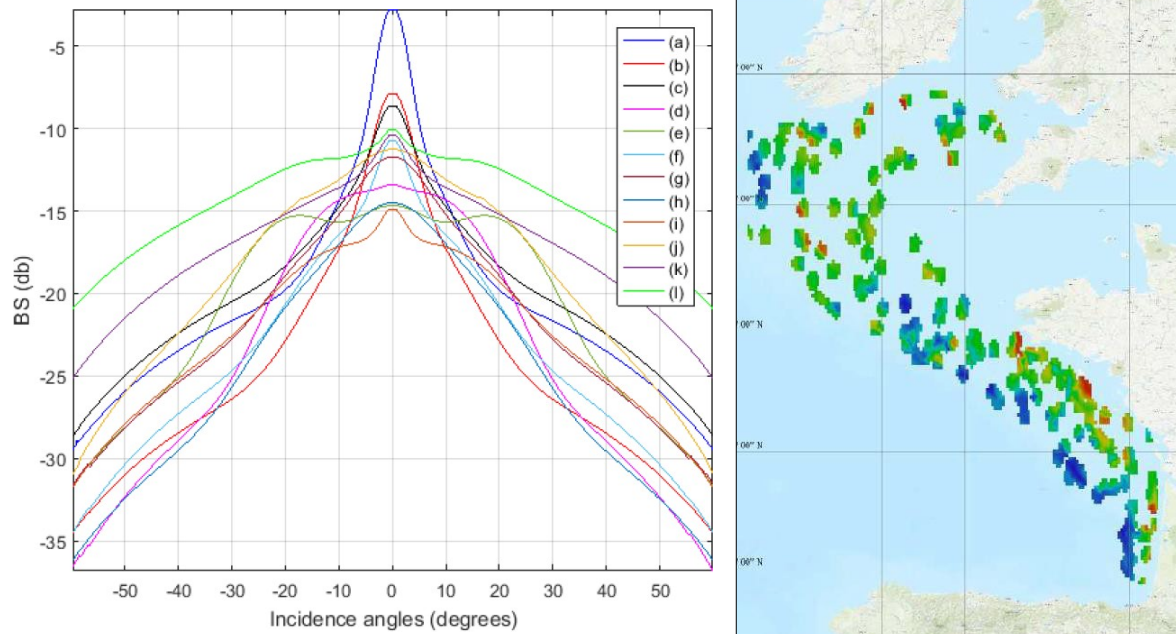 -5
-10
-15
-20
-25
-30
-35
BS (db)
-50 -40 -30 -20 -10 0 10 20 30 40 50
Incidence angles (degrees)
(a)
(b)
(c)
(d)
(e)
(f)
(g)
(h)
(i)
(j)
(k)
(l)